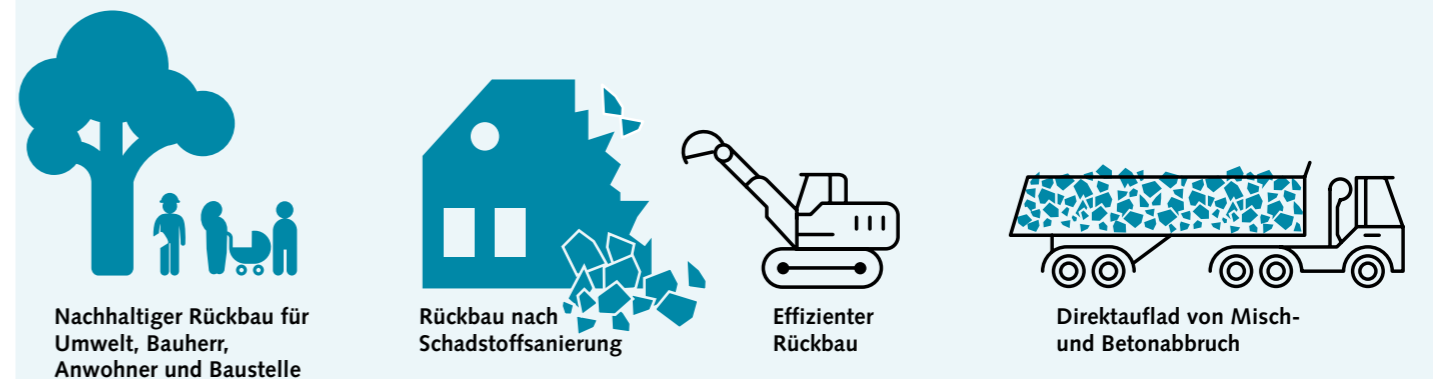 Nachhaltiger Rückbau für
Umwelt, Bauherr,
Anwohner und Baustelle
Rückbau nach
Schadstoffsanierung
Effizienter
Rückbau
Direktauflad von Misch-
und Betonabbruch